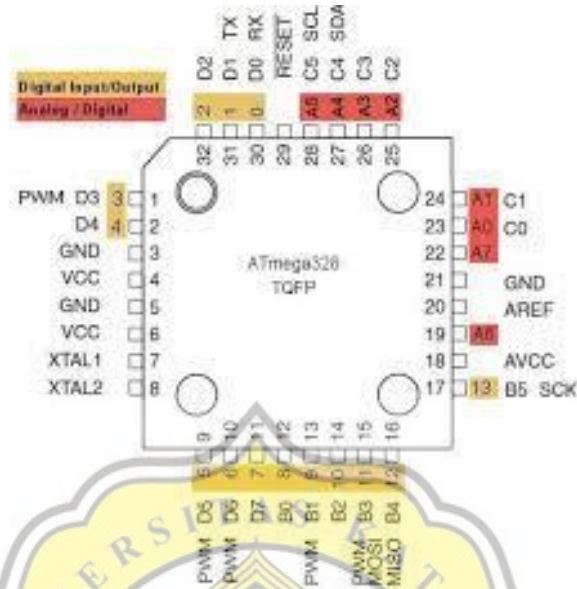 Digital Input/Output
Analog / Digital
D2 D1 TX D0 RX RESET C5 SCL C4 SDA C3 C2
2 1 0 A5 A4 A3 A2
32 31 30 29 28 27 26 25
PWM D3 3 1
D4 4 2
GND 3
VCC 4
GND 5
VCC 6
XTAL1 7
XTAL2 8
ATmega328
TQFP
24 A1 C1
23 A0 C0
22 A7
21 GND
20 AREF
19 A6
18 AVCC
17 13 B5 SCK
9 10 11 12 13 14 15 16
5 6 7 8 9 10 11 12
PWM D5 PWM D6 D7 B0 PWM B1 B2 PWM MOSI B3 MISO B4
ERSITAS K